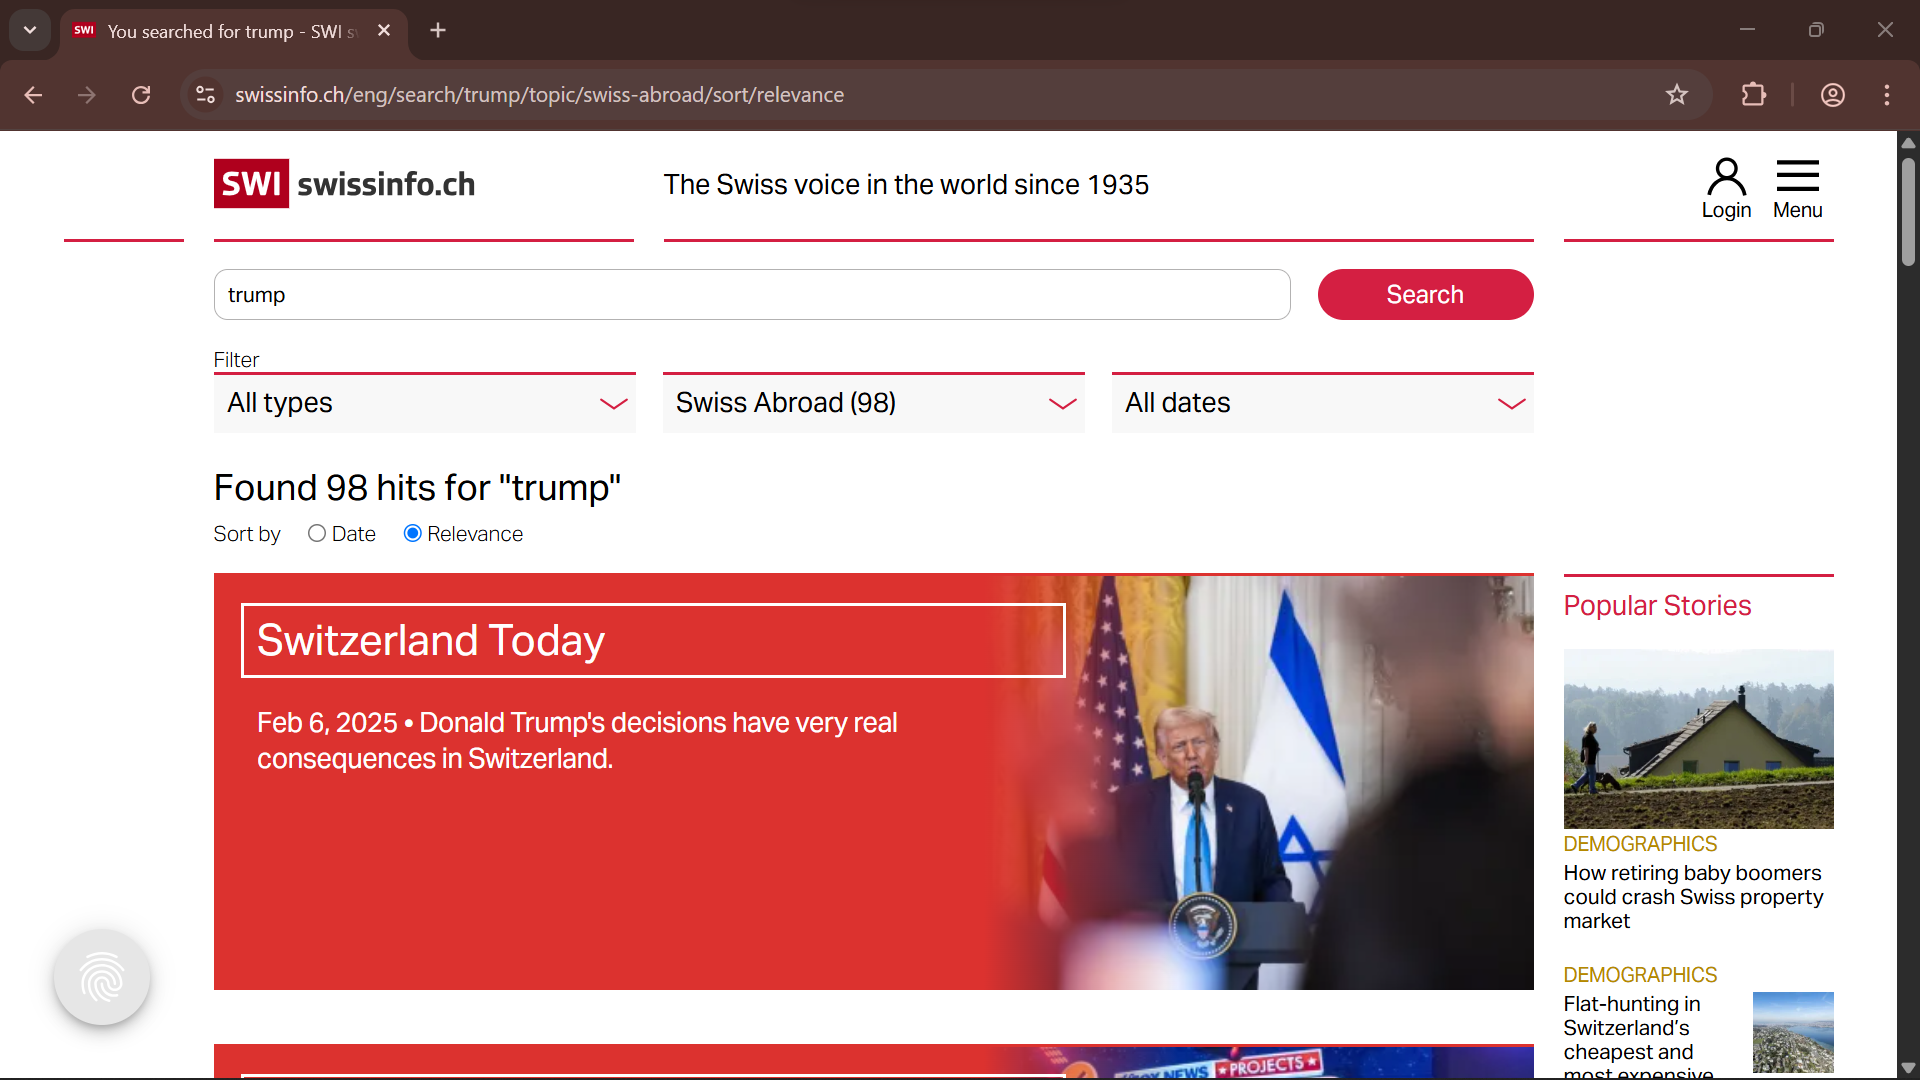 SWI
You searched for trump - SWI s
swissinfo.ch/eng/search/trump/topic/swiss-abroad/sort/relevance
SWI swissinfo.ch
The Swiss voice in the world since 1935
Login
Menu
trump
Search
Filter
All types
Swiss Abroad (98)
All dates
Found 98 hits for "trump"
Sort by
Date
Relevance
Switzerland Today
Feb 6, 2025 • Donald Trump's decisions have very real
consequences in Switzerland.
Popular Stories
DEMOGRAPHICS
How retiring baby boomers
could crash Swiss property
market
DEMOGRAPHICS
Flat-hunting in
Switzerland's
cheapest and
most expensive
NEWS
PROJECTS